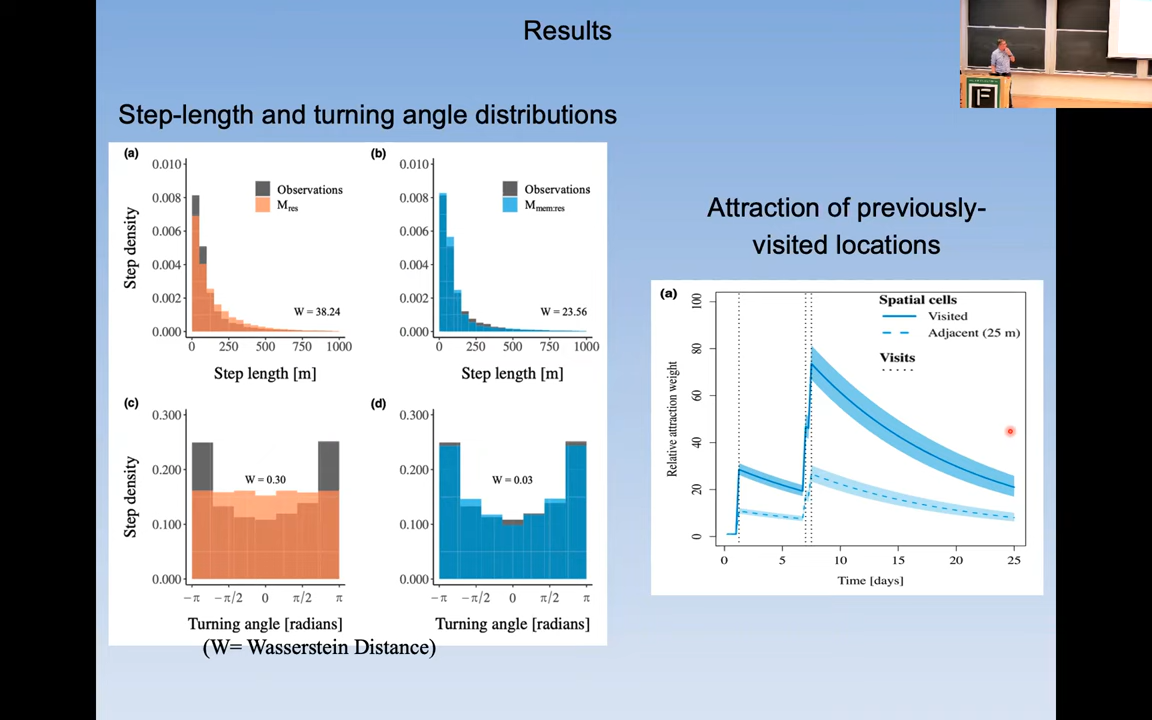 Results
Step-length and turning angle distributions
(a)
0.010
0.008
0.006
0.004
0.002
0.000
Step density
Observations
Mres
W = 38.24
0 250 500 750 1000
Step length [m]
(b)
0.010
0.008
0.006
0.004
0.002
0.000
Observations
Mmem:res
W = 23.56
0 250 500 750 1000
Step length [m]
(c)
0.300
0.200
0.100
0.000
Step density
W = 0.30
−π −π/2 0 π/2 π
Turning angle [radians]
(d)
0.300
0.200
0.100
0.000
W = 0.03
−π −π/2 0 π/2 π
Turning angle [radians]
(W= Wasserstein Distance)
Attraction of previously-
visited locations
(a)
100
80
60
40
20
0
Relative attraction weight
Spatial cells
Visited
Adjacent (25 m)
Visits
0 5 10 15 20 25
Time [days]
F